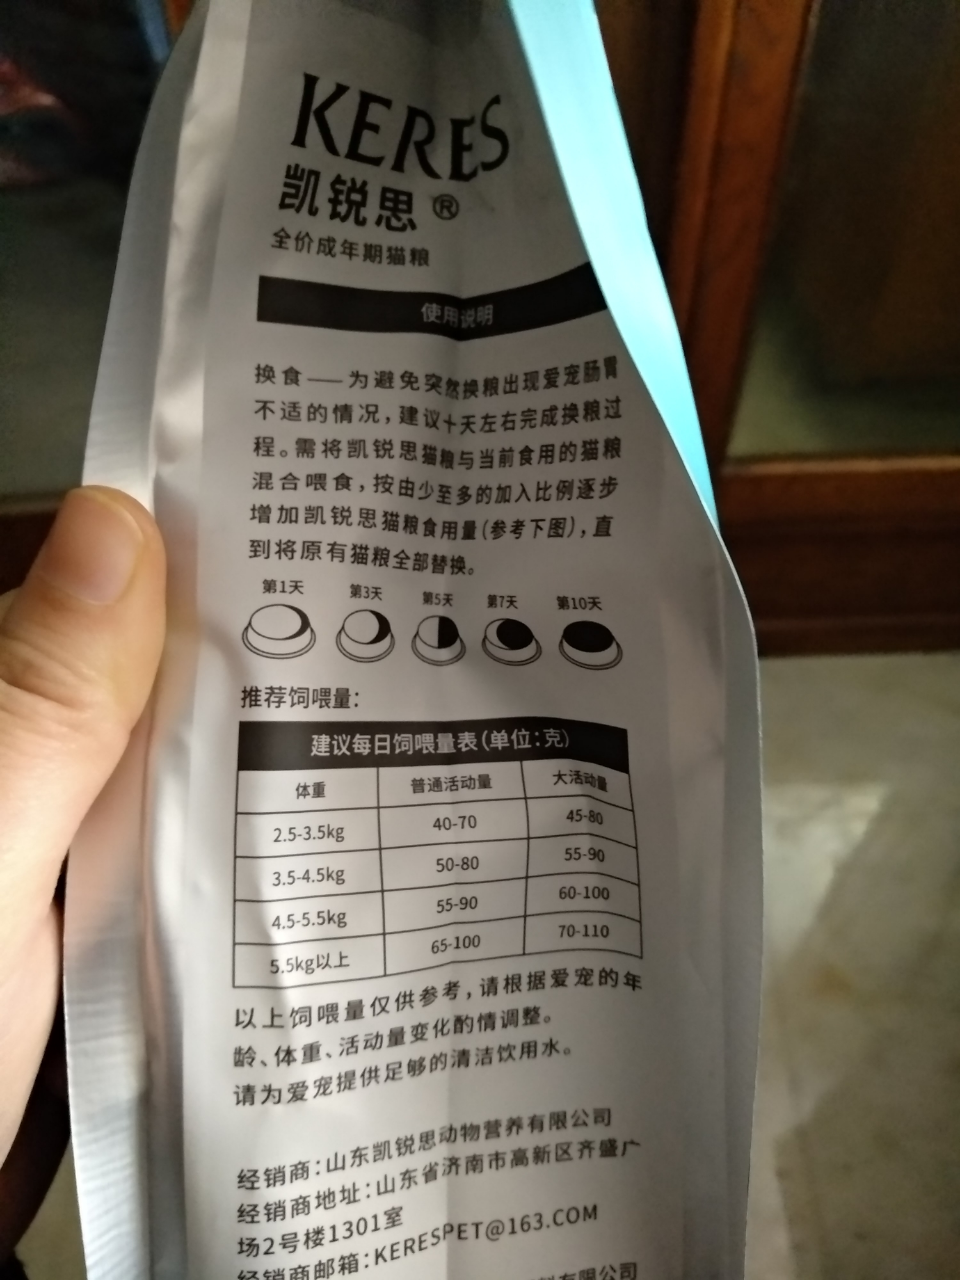 KERES
凯锐思®
全价成年期猫粮
使用说明
换食——为避免突然换粮出现爱宠肠胃
不适的情况,建议十天左右完成换粮过
程。需将凯锐思猫粮与当前食用的猫粮
混合喂食,按由少至多的加入比例逐步
增加凯锐思猫粮食用量(参考下图),直
到将原有猫粮全部替换。
第1天 第3天 第5天 第7天 第10天
推荐饲喂量:
建议每日饲喂量表(单位:克)
体重 普通活动量 大活动量
2.5-3.5kg 40-70 45-80
3.5-4.5kg 50-80 55-90
4.5-5.5kg 55-90 60-100
5.5kg以上 65-100 70-110
以上饲喂量仅供参考,请根据爱宠的年
龄、体重、活动量变化酌情调整。
请为爱宠提供足够的清洁饮用水。
经销商:山东凯锐思动物营养有限公司
经销商地址:山东省济南市高新区齐盛广
场2号楼1301室
经销商邮箱:KERESPET@163.COM
有限公司